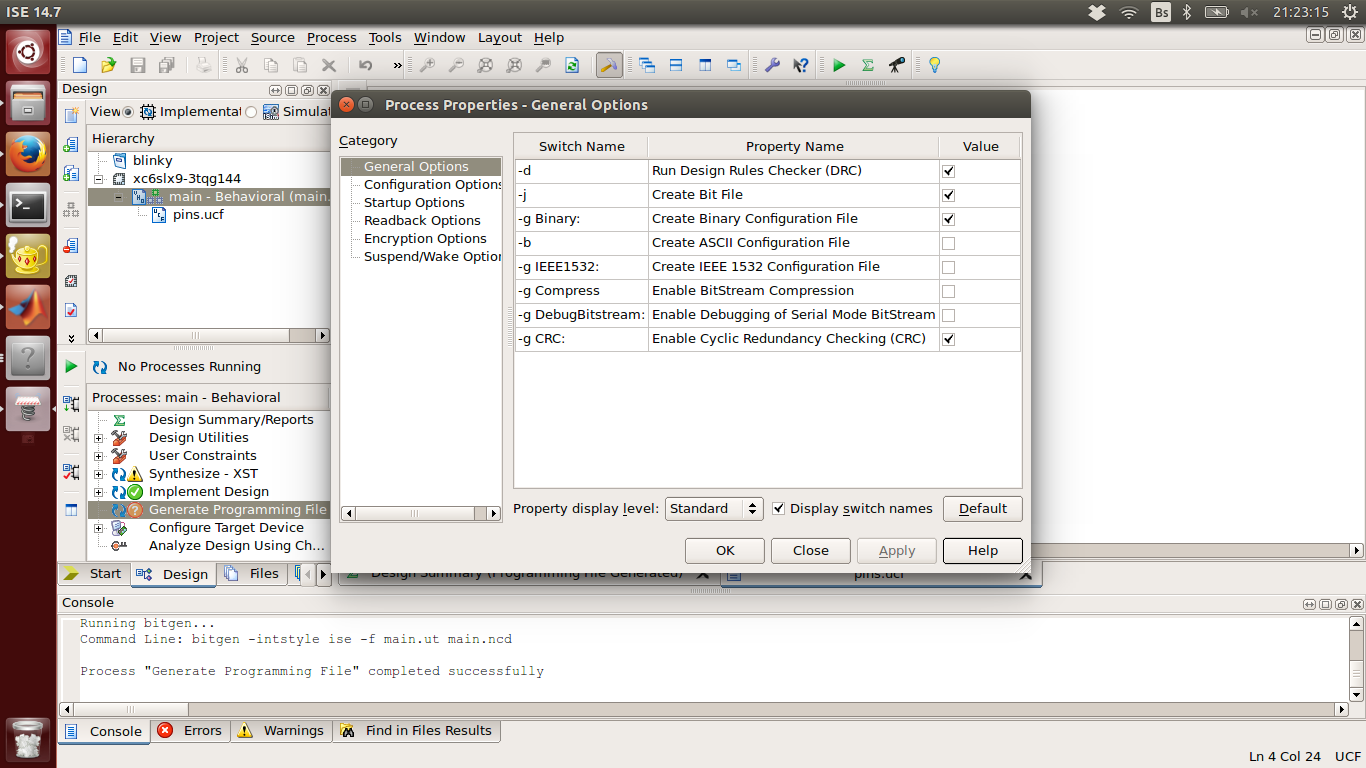 ISE 14.7
Bs
21:23:15
File Edit View Project Source Process Tools Window Layout Help
»
Design
View Implementat Simulat
Hierarchy
blinky
xc6slx9-3tqg144
main - Behavioral (main.
pins.ucf
No Processes Running
Processes: main - Behavioral
Design Summary/Reports
Design Utilities
User Constraints
Synthesize - XST
Implement Design
Generate Programming File
Configure Target Device
Analyze Design Using Ch...
Start Design Files
Process Properties - General Options
Category
General Options
Configuration Options
Startup Options
Readback Options
Encryption Options
Suspend/Wake Option
Switch Name Property Name Value
-d Run Design Rules Checker (DRC)
-j Create Bit File
-g Binary: Create Binary Configuration File
-b Create ASCII Configuration File
-g IEEE1532: Create IEEE 1532 Configuration File
-g Compress Enable BitStream Compression
-g DebugBitstream: Enable Debugging of Serial Mode BitStream
-g CRC: Enable Cyclic Redundancy Checking (CRC)
Property display level: Standard Display switch names Default
OK Close Apply Help
Design Summary (Programming File Generated) pins.ucf
Console
Running bitgen...
Command Line: bitgen -intstyle ise -f main.ut main.ncd
Process "Generate Programming File" completed successfully
Console Errors Warnings Find in Files Results
Ln 4 Col 24 UCF